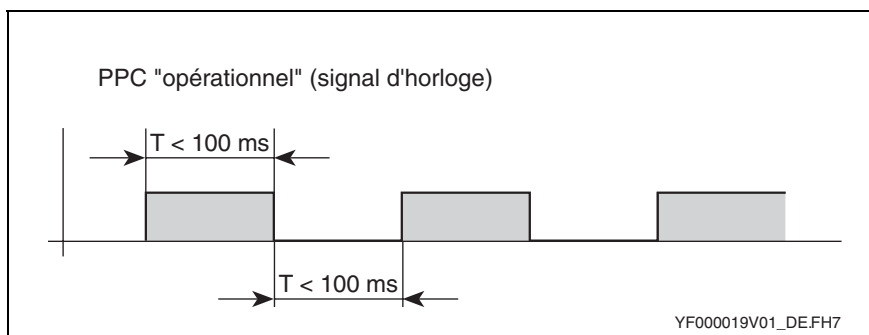 PPC "opérationnel" (signal d'horloge)
T < 100 ms
T < 100 ms
YF000019V01_DE.FH7